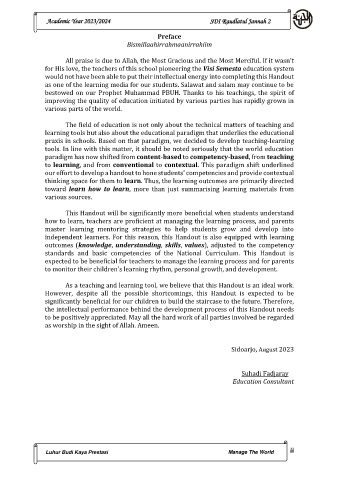 Academic Year 2023/2024 SDI Raudlatul Jannah 2
Preface
Bismillaahirrahmaanirrahiim
All praise is due to Allah, the Most Gracious and the Most Merciful. If it wasn't
for His love, the teachers of this school pioneering the Visi Semesta education system
would not have been able to put their intellectual energy into completing this Handout
as one of the learning media for our students. Salawat and salam may continue to be
bestowed on our Prophet Muhammad PBUH. Thanks to his teachings, the spirit of
improving the quality of education initiated by various parties has rapidly grown in
various parts of the world.
The field of education is not only about the technical matters of teaching and
learning tools but also about the educational paradigm that underlies the educational
praxis in schools. Based on that paradigm, we decided to develop teaching-learning
tools. In line with this matter, it should be noted seriously that the world education
paradigm has now shifted from content-based to competency-based, from teaching
to learning, and from conventional to contextual. This paradigm shift underlined
our effort to develop a handout to hone students' competencies and provide contextual
thinking space for them to learn. Thus, the learning outcomes are primarily directed
toward learn how to learn, more than just summarising learning materials from
various sources.
This Handout will be significantly more beneficial when students understand
how to learn, teachers are proficient at managing the learning process, and parents
master learning mentoring strategies to help students grow and develop into
independent learners. For this reason, this Handout is also equipped with learning
outcomes (knowledge, understanding, skills, values), adjusted to the competency
standards and basic competencies of the National Curriculum. This Handout is
expected to be beneficial for teachers to manage the learning process and for parents
to monitor their children's learning rhythm, personal growth, and development.
As a teaching and learning tool, we believe that this Handout is an ideal work.
However, despite all the possible shortcomings, this Handout is expected to be
significantly beneficial for our children to build the staircase to the future. Therefore,
the intellectual performance behind the development process of this Handout needs
to be positively appreciated. May all the hard work of all parties involved be regarded
as worship in the sight of Allah. Ameen.
Sidoarjo, August 2023
Suhadi Fadjaray
Education Consultant
Luhur Budi Kaya Prestasi Manage The World iii